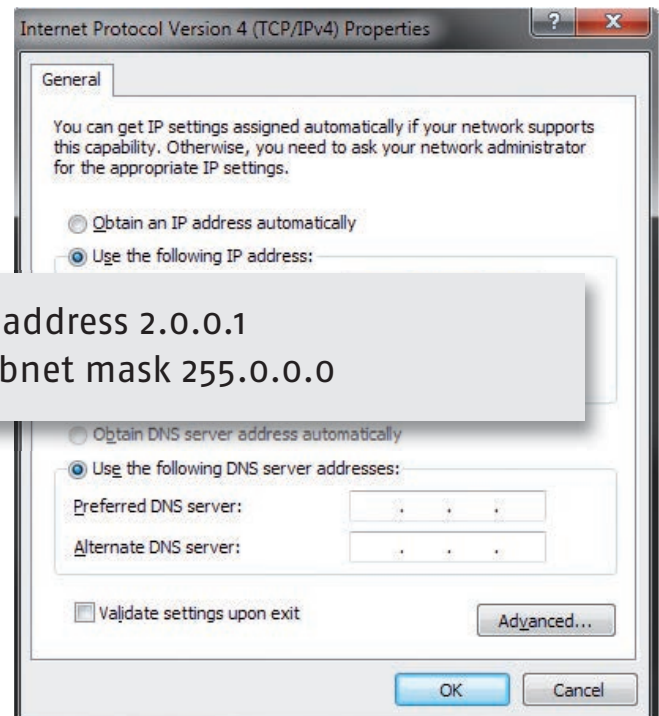 Internet Protocol Version 4 (TCP/IPv4) Properties
General
You can get IP settings assigned automatically if your network supports
this capability. Otherwise, you need to ask your network administrator
for the appropriate IP settings.
Obtain an IP address automatically
Use the following IP address:
address 2.0.0.1
mask 255.0.0.0
Obtain DNS server address automatically
Use the following DNS server addresses:
Preferred DNS server:
Alternate DNS server:
Validate settings upon exit
Advanced...
OK
Cancel